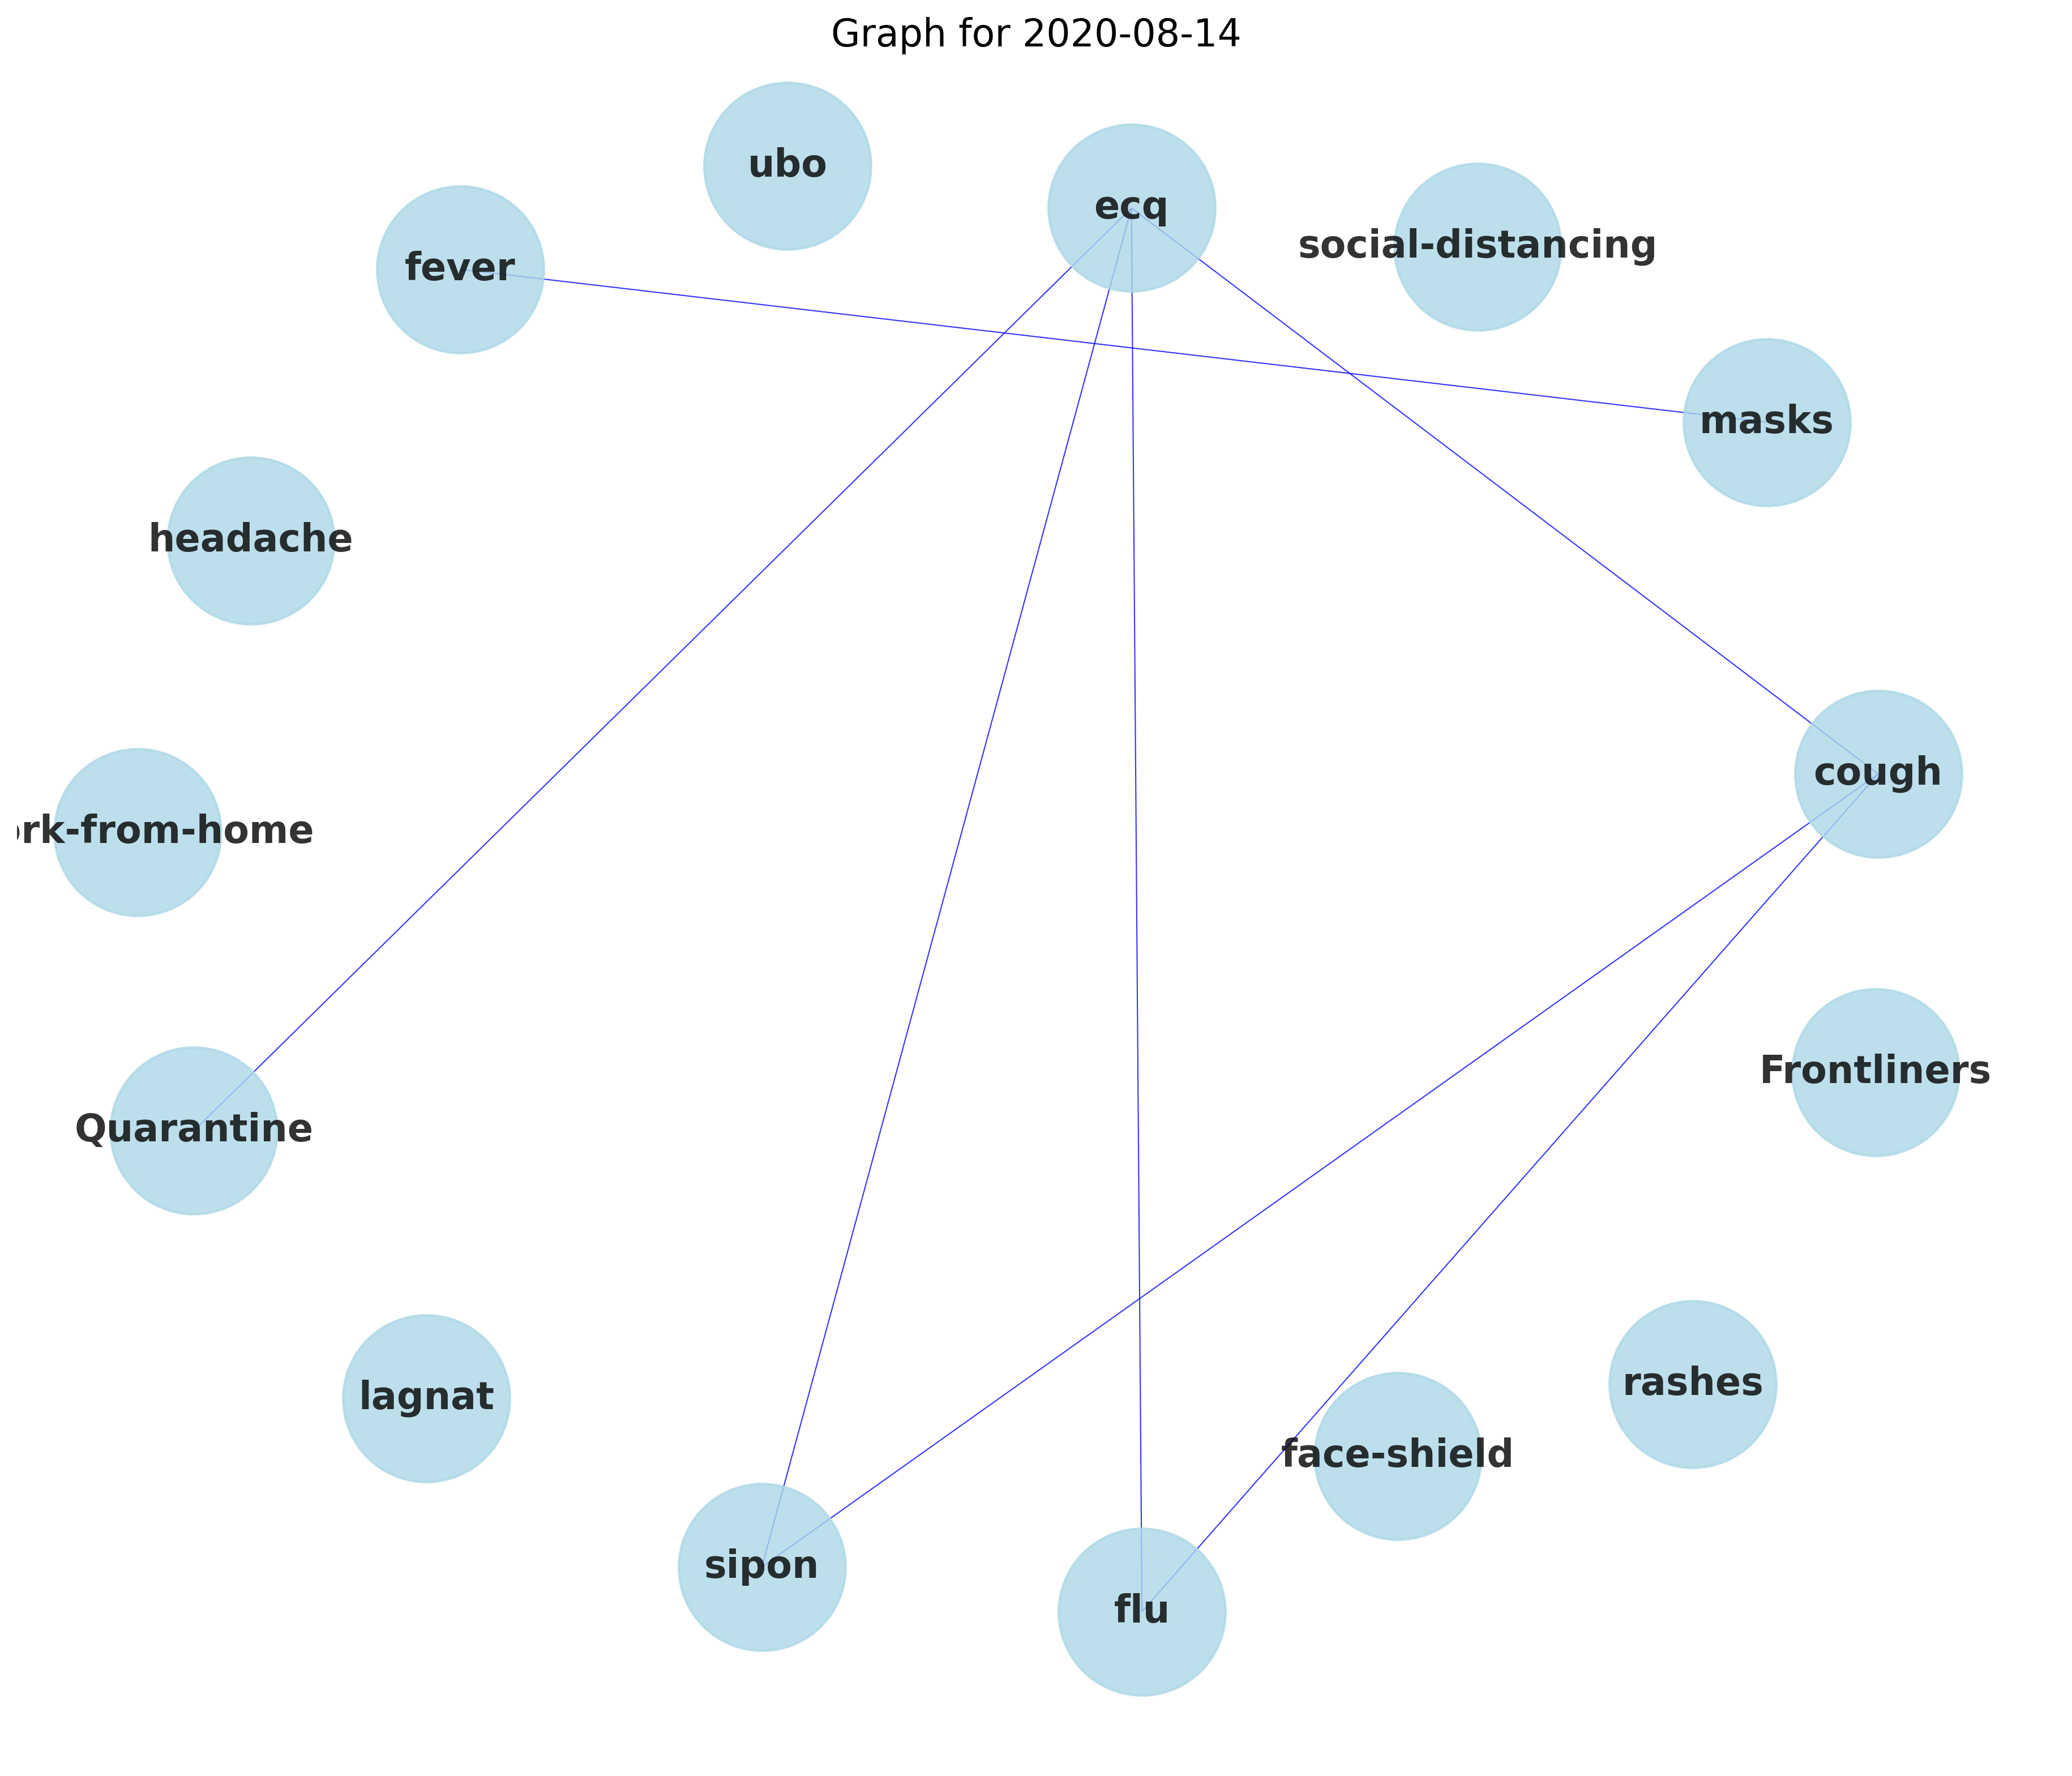 Graph for 2020-08-14
ubo
ecq
social-distancing
fever
masks
headache
cough
rk-from-home
Frontliners
Quarantine
rashes
lagnat
face-shield
sipon
flu